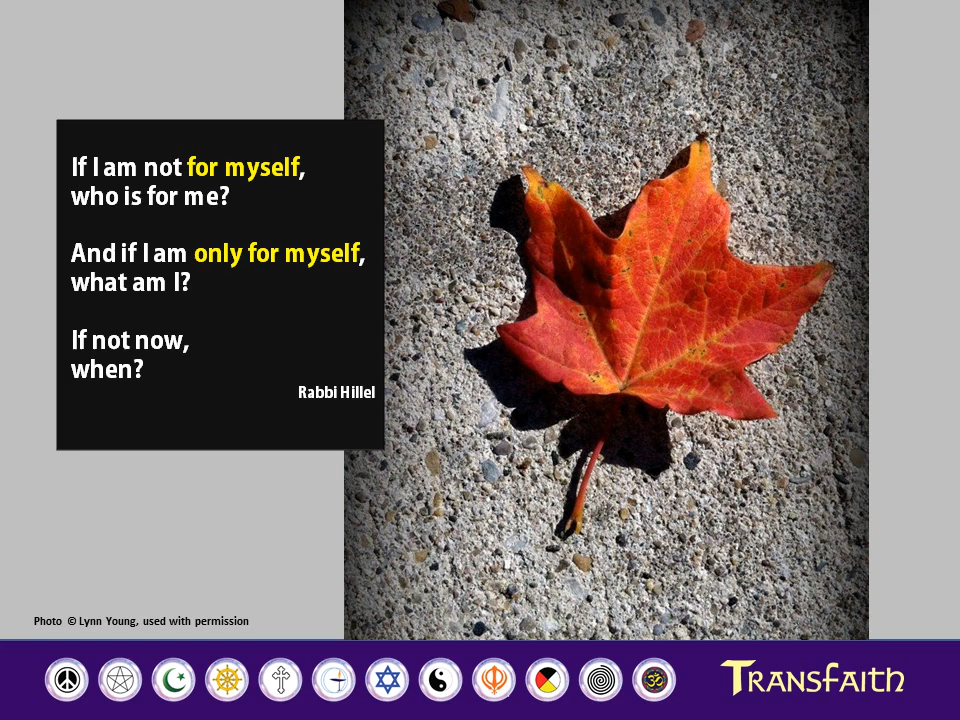 If I am not for myself,
who is for me?
And if I am only for myself,
what am I?
If not now,
when?
Rabbi Hillel
Photo © Lynn Young, used with permission
TRANSFAITH